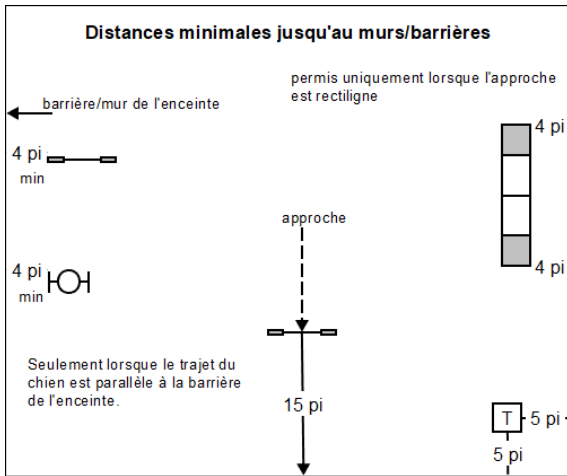 Distances minimales jusqu'au murs/barrières
permis uniquement lorsque l'approche
est rectiligne
barrière/mur de l'enceinte
4 pi
4 pi
min
approche
4 pi
4 pi
min
Seulement lorsque le trajet du
chien est parallèle à la barrière
de l'enceinte.
15 pi
T
5 pi
5 pi